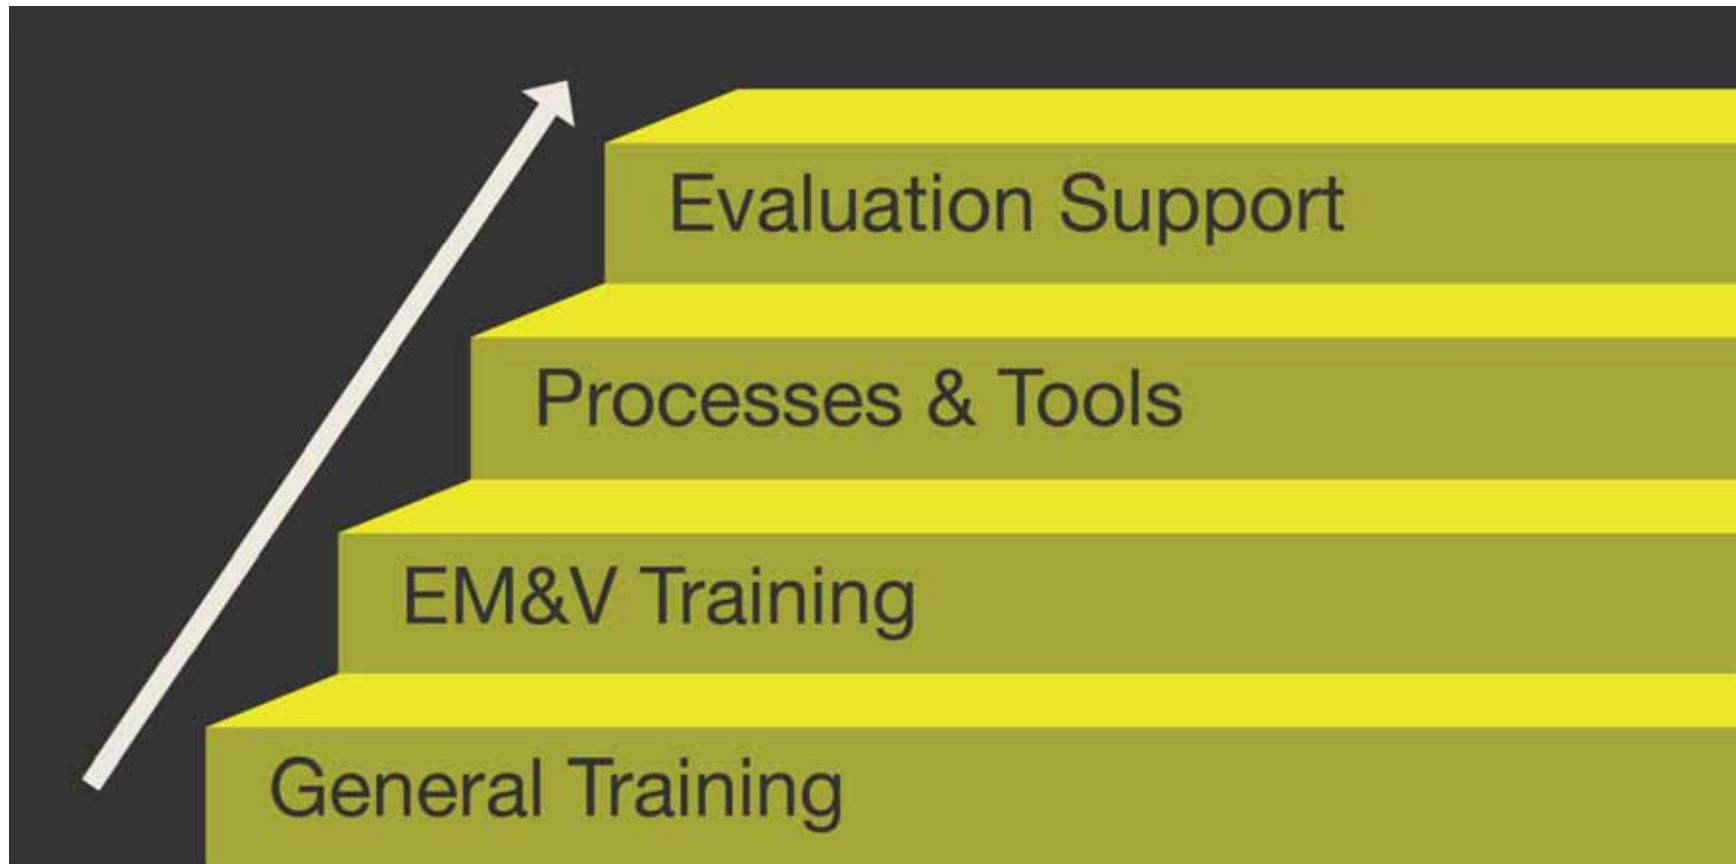 Evaluation Support
Processes & Tools
EM&V Training
General Training